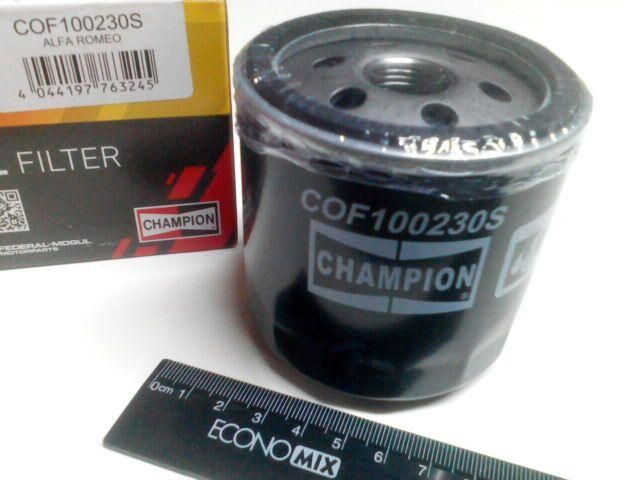 COF100230S
ALFA ROMEO
4 044197 763245
L FILTER
CHAMPION
FEDERAL-MOGUL
MOTORPARTS
COF100230S
CHAMPION
®
0cm 1 2 3 4 5 6 7
ECONOMIX